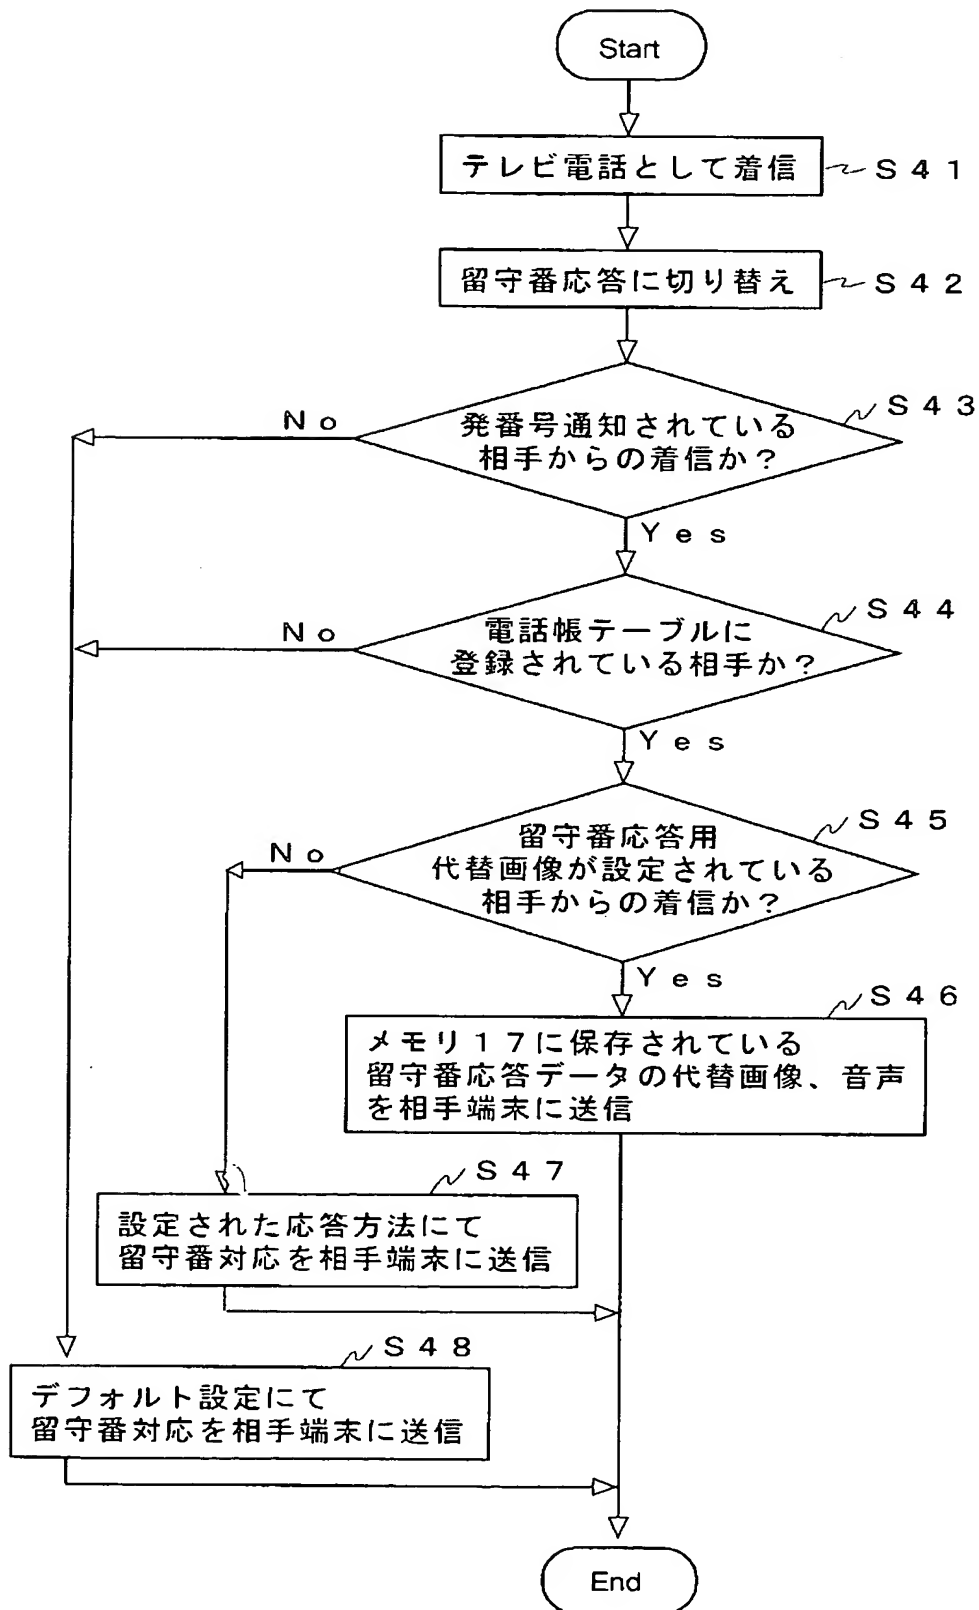 Start
テレビ電話として着信
S41
留守番応答に切り替え
S42
S43
No
発番号通知されている
相手からの着信か？
Yes
S44
No
電話帳テーブルに
登録されている相手か？
Yes
S45
No
留守番応答用
代替画像が設定されている
相手からの着信か？
Yes
S46
メモリ１７に保存されている
留守番応答データの代替画像、音声
を相手端末に送信
S47
設定された応答方法にて
留守番対応を相手端末に送信
S48
デフォルト設定にて
留守番対応を相手端末に送信
End